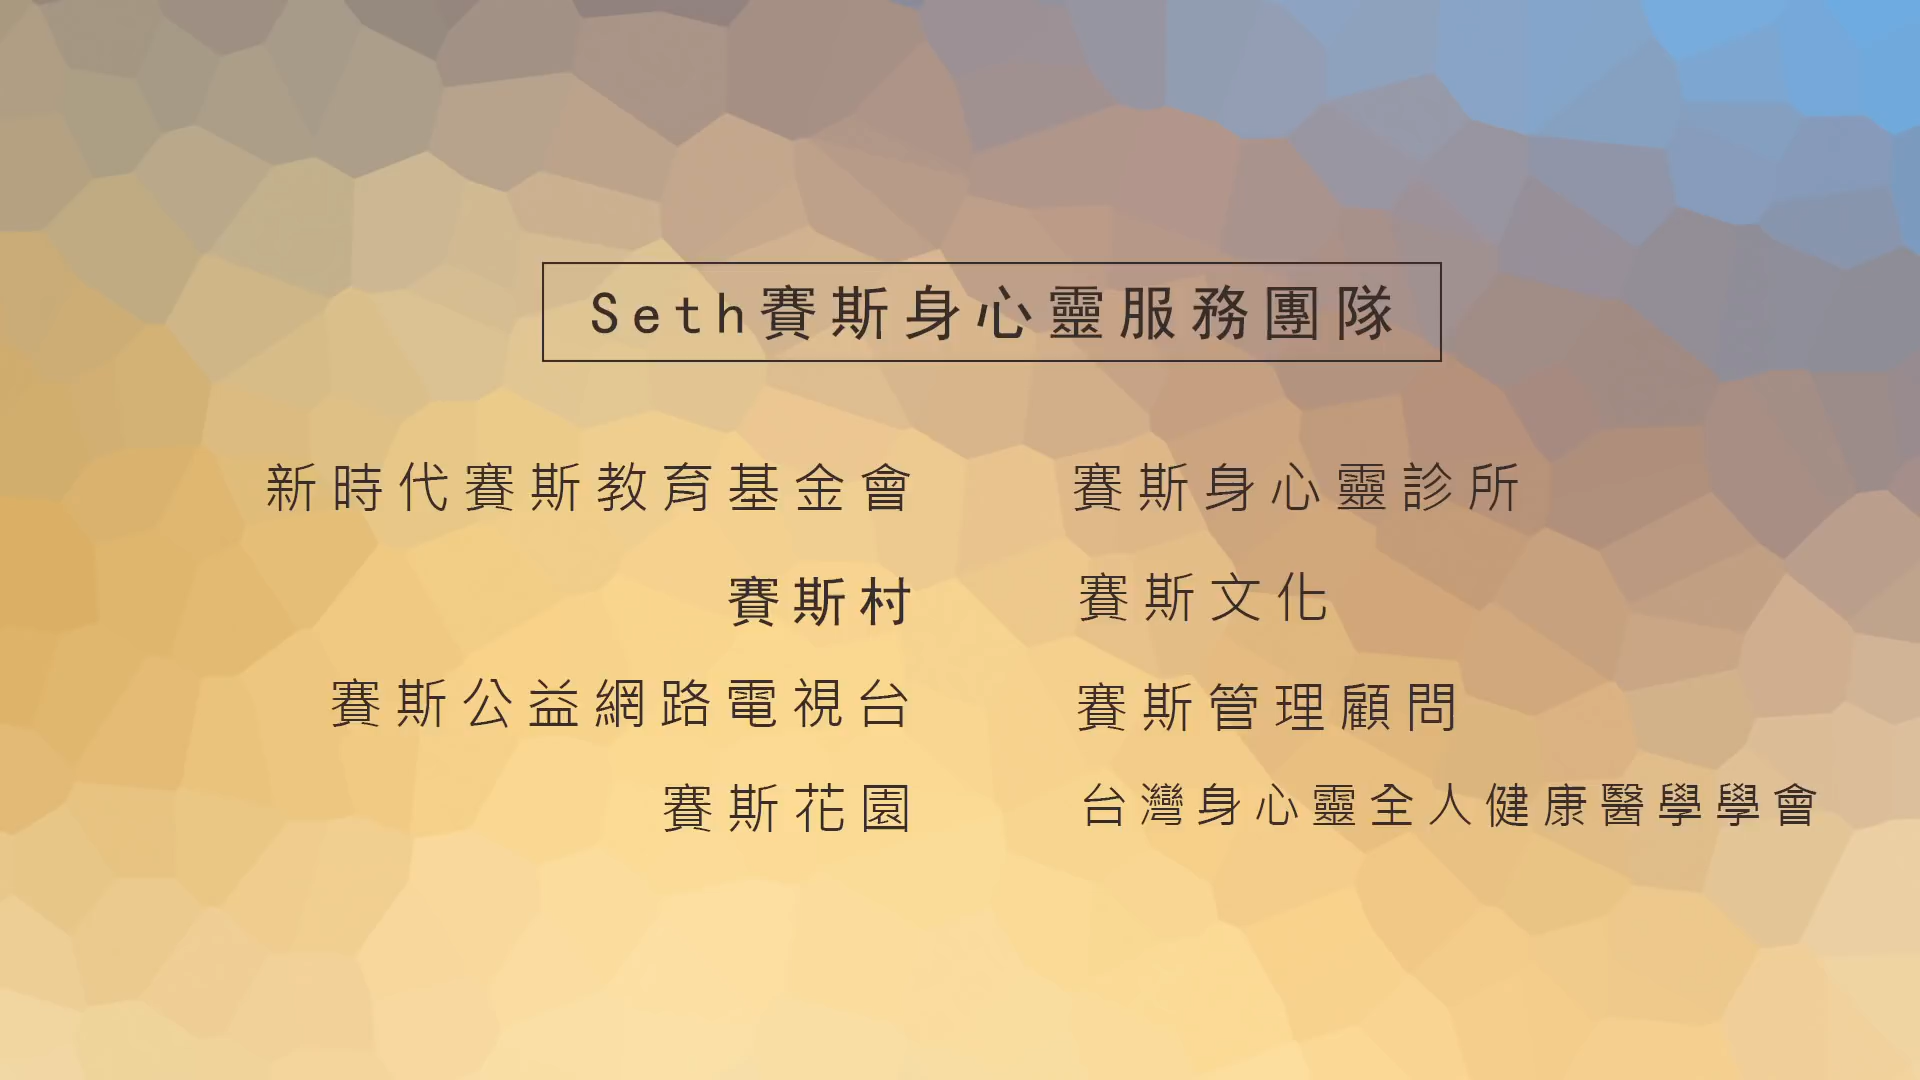 Seth賽斯身心靈服務團隊
新時代賽斯教育基金會
賽斯身心靈診所
賽斯村
賽斯文化
賽斯公益網路電視台
賽斯管理顧問
賽斯花園
台灣身心靈全人健康醫學學會